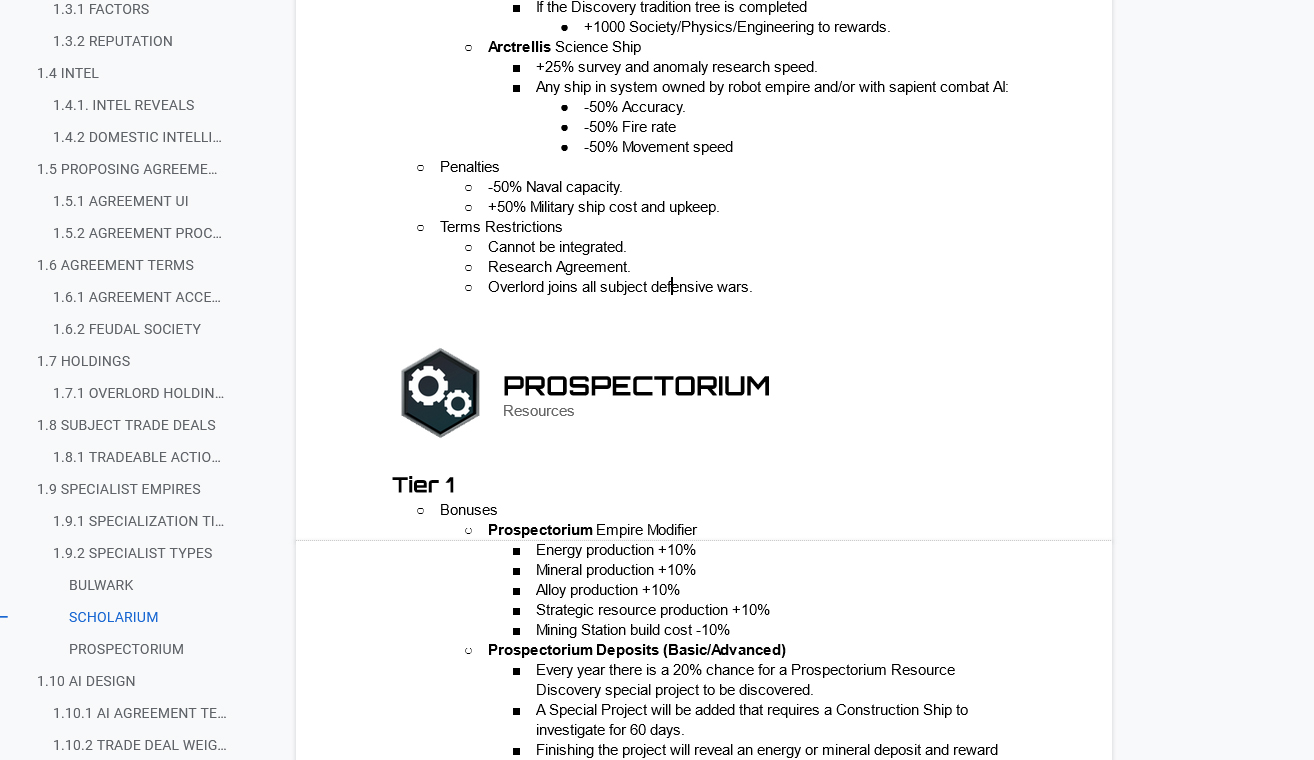 1.3.1 FACTORS
1.3.2 REPUTATION
1.4 INTEL
1.4.1. INTEL REVEALS
1.4.2 DOMESTIC INTELLI...
1.5 PROPOSING AGREEME...
1.5.1 AGREEMENT UI
1.5.2 AGREEMENT PROC...
1.6 AGREEMENT TERMS
1.6.1 AGREEMENT ACCE...
1.6.2 FEUDAL SOCIETY
1.7 HOLDINGS
1.7.1 OVERLORD HOLDIN...
1.8 SUBJECT TRADE DEALS
1.8.1 TRADEABLE ACTIO...
1.9 SPECIALIST EMPIRES
1.9.1 SPECIALIZATION TI...
1.9.2 SPECIALIST TYPES
BULWARK
SCHOLARIUM
PROSPECTORIUM
1.10 AI DESIGN
1.10.1 AI AGREEMENT TE...
1.10.2 TRADE DEAL WEIG...
If the Discovery tradition tree is completed
+1000 Society/Physics/Engineering to rewards.
Arctrellis Science Ship
+25% survey and anomaly research speed.
Any ship in system owned by robot empire and/or with sapient combat AI:
-50% Accuracy.
-50% Fire rate
-50% Movement speed
Penalties
-50% Naval capacity.
+50% Military ship cost and upkeep.
Terms Restrictions
Cannot be integrated.
Research Agreement.
Overlord joins all subject defensive wars.
PROSPECTORIUM
Resources
Tier 1
Bonuses
Prospectorium Empire Modifier
Energy production +10%
Mineral production +10%
Alloy production +10%
Strategic resource production +10%
Mining Station build cost -10%
Prospectorium Deposits (Basic/Advanced)
Every year there is a 20% chance for a Prospectorium Resource
Discovery special project to be discovered.
A Special Project will be added that requires a Construction Ship to
investigate for 60 days.
Finishing the project will reveal an energy or mineral deposit and reward